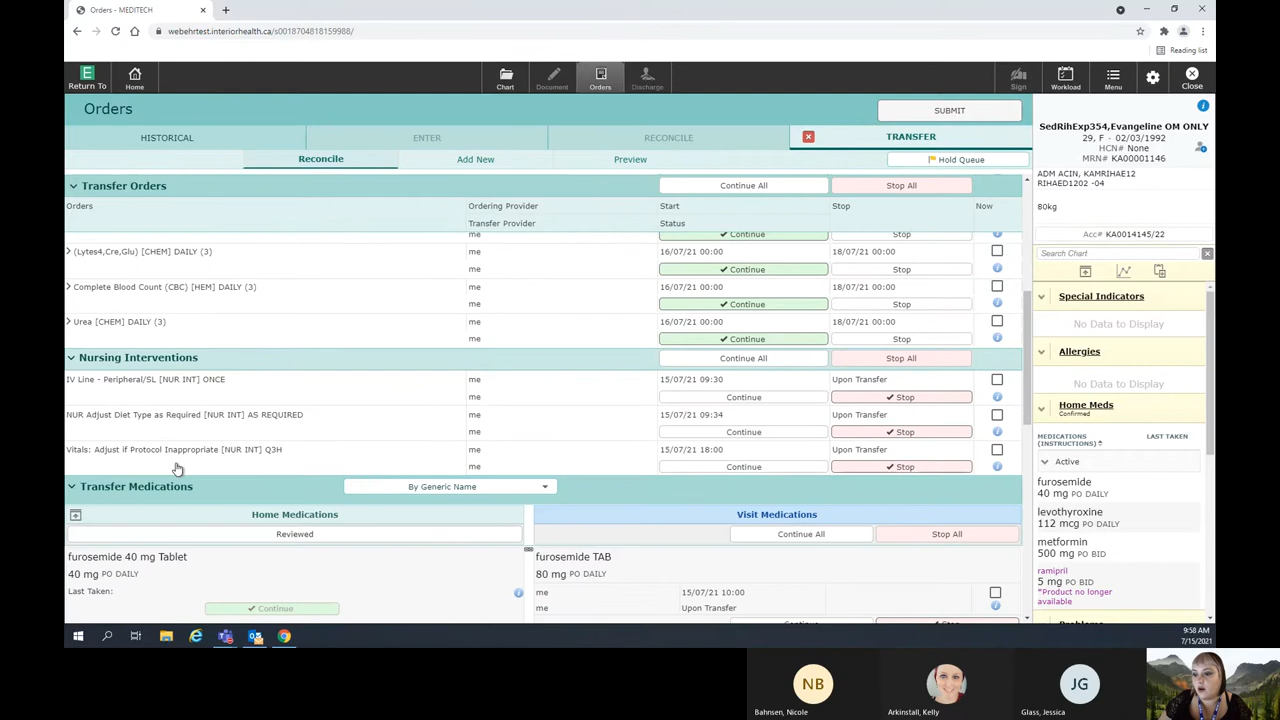 Orders - MEDITECH
webehrtest.interiorhealth.ca/s0018704818159988/
Reading list
E
Return To
Home
Chart
Document
Orders
Discharge
Sign
Workload
Menu
Close
Orders
SUBMIT
HISTORICAL
ENTER
RECONCILE
TRANSFER
Reconcile
Add New
Preview
Hold Queue
Transfer Orders
Continue All
Stop All
Orders
Ordering Provider
Start
Stop
Now
Transfer Provider
Status
me
Continue
Stop
(Lytes4,Cre,Glu) [CHEM] DAILY (3)
me
16/07/21 00:00
18/07/21 00:00
me
Continue
Stop
Complete Blood Count (CBC) [HEM] DAILY (3)
me
16/07/21 00:00
18/07/21 00:00
me
Continue
Stop
Urea [CHEM] DAILY (3)
me
16/07/21 00:00
18/07/21 00:00
me
Continue
Stop
Nursing Interventions
Continue All
Stop All
IV Line - Peripheral/SL [NUR INT] ONCE
me
15/07/21 09:30
Upon Transfer
me
Continue
Stop
NUR Adjust Diet Type as Required [NUR INT] AS REQUIRED
me
15/07/21 09:34
Upon Transfer
me
Continue
Stop
Vitals: Adjust if Protocol Inappropriate [NUR INT] Q3H
me
15/07/21 18:00
Upon Transfer
me
Continue
Stop
Transfer Medications
By Generic Name
Home Medications
Visit Medications
Reviewed
Continue All
Stop All
furosemide 40 mg Tablet
40 mg PO DAILY
Last Taken:
Continue
furosemide TAB
80 mg PO DAILY
me
15/07/21 10:00
me
Upon Transfer
SedRihExp354,Evangeline OM ONLY
29, F - 02/03/1992
HCN# None
MRN# KA00001146
ADM ACIN, KAMRIHAE12
RIHAED1202 -04
80kg
Acc# KA0014145/22
Search Chart
Special Indicators
No Data to Display
Allergies
No Data to Display
Home Meds
Confirmed
MEDICATIONS
(INSTRUCTIONS)
LAST TAKEN
Active
furosemide
40 mg PO DAILY
levothyroxine
112 mcg PO DAILY
metformin
500 mg PO BID
ramipril
5 mg PO BID
*Product no longer
available
9:58 AM
7/15/2021
NB
Bahnsen, Nicole
Arkinstall, Kelly
JG
Glass, Jessica